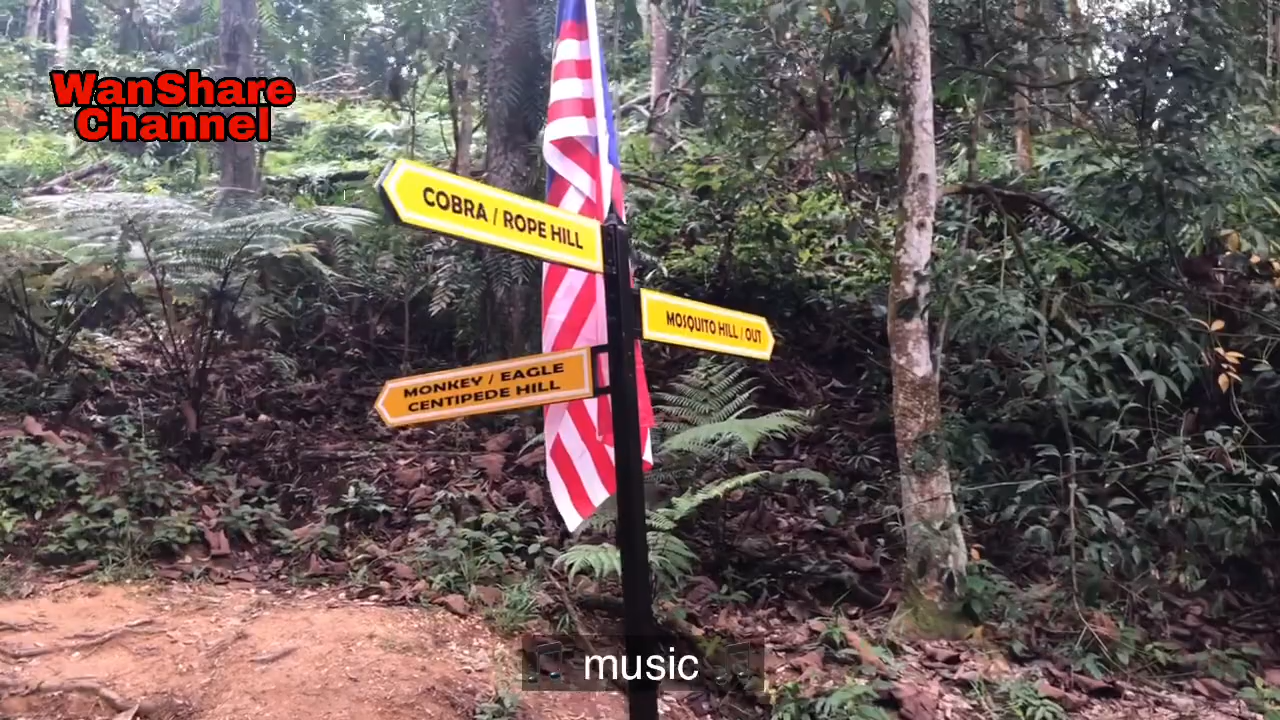 WanShare
Channel
COBRA / ROPE HILL
MOSQUITO HILL / OUT
MONKEY / EAGLE
CENTIPEDE HILL
music